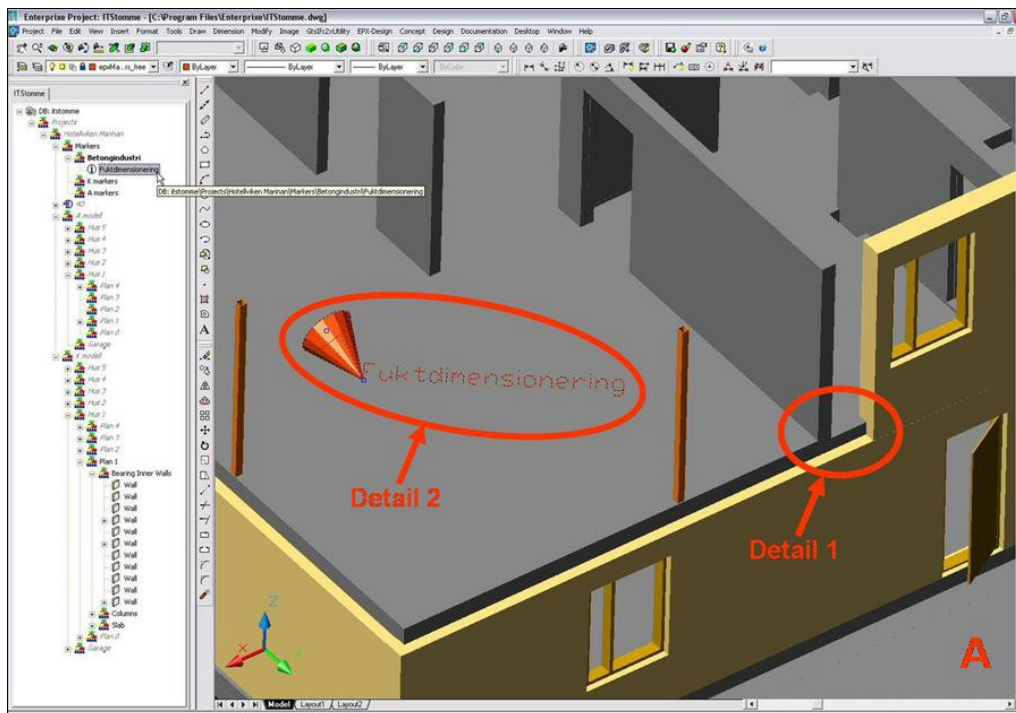 Enterprixe Project: ITStomme - [C:\Program Files\Enterprixe\ITStomme.dwg]
Project File Edit View Insert Format Tools Draw Dimension Modify Image GtsIfc2xUtility EPX-Design Concept Design Documentation Desktop Window Help
epxMa...rs_free ByLayer ByLayer ByLayer ByColor
ITStomme
DB: itstomme
Projects
Hotellviken Marinan
Markers
Betongindustri
Fuktdimensionering
K markers
DB: itstomme\Projects\Hotellviken Marinan\Markers\Betongindustri\Fuktdimensionering
A markers
4D
A modell
Hus 5
Hus 4
Hus 3
Hus 2
Hus 1
Plan 4
Plan 3
Plan 2
Plan 1
Plan 0
Garage
K modell
Hus 5
Hus 4
Hus 3
Hus 2
Hus 1
Plan 4
Plan 3
Plan 2
Plan 1
Bearing Inner Walls
Wall
Wall
Wall
Wall
Wall
Wall
Wall
Wall
Wall
Wall
Wall
Columns
Slab
Plan 0
Garage
Fuktdimensionering
Detail 2
Detail 1
A
Z
X
Y
Model Layout1 Layout2